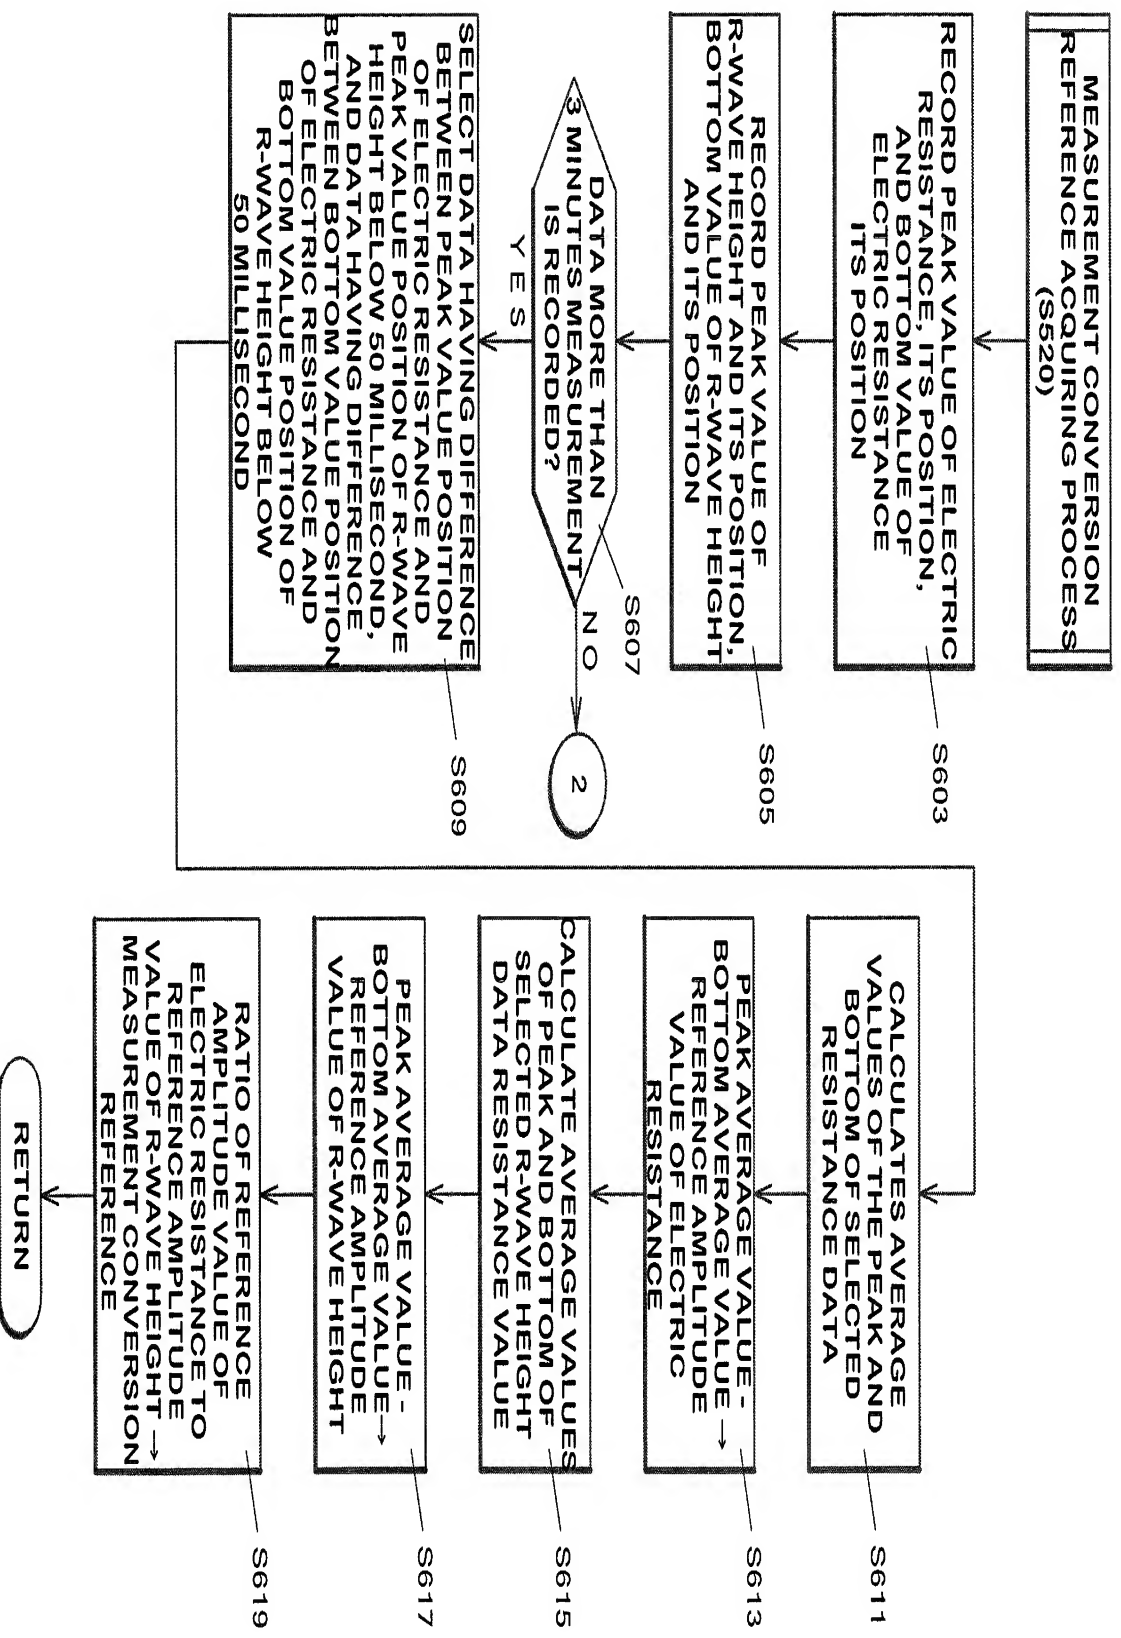 MEASUREMENT CONVERSION
REFERENCE ACQUIRING PROCESS
(S520)
RECORD PEAK VALUE OF ELECTRIC
RESISTANCE, ITS POSITION,
AND BOTTOM VALUE OF
ELECTRIC RESISTANCE
ITS POSITION
S603
RECORD PEAK VALUE OF
R-WAVE HEIGHT AND ITS POSITION,
BOTTOM VALUE OF R-WAVE HEIGHT
AND ITS POSITION
S605
DATA MORE THAN
3 MINUTES MEASUREMENT
IS RECORDED?
S607
NO
2
YES
SELECT DATA HAVING DIFFERENCE
BETWEEN PEAK VALUE POSITION
OF ELECTRIC RESISTANCE AND
PEAK VALUE POSITION OF R-WAVE
HEIGHT BELOW 50 MILLISECOND,
AND DATA HAVING DIFFERENCE
BETWEEN BOTTOM VALUE POSITION
OF ELECTRIC RESISTANCE AND
BOTTOM VALUE POSITION OF
R-WAVE HEIGHT BELOW
50 MILLISECOND
S609
CALCULATES AVERAGE
VALUES OF THE PEAK AND
BOTTOM OF SELECTED
RESISTANCE DATA
S611
PEAK AVERAGE VALUE -
BOTTOM AVERAGE VALUE →
REFERENCE AMPLITUDE
VALUE OF ELECTRIC
RESISTANCE
S613
CALCULATE AVERAGE VALUES
OF PEAK AND BOTTOM OF
SELECTED R-WAVE HEIGHT
DATA RESISTANCE VALUE
S615
PEAK AVERAGE VALUE -
BOTTOM AVERAGE VALUE→
REFERENCE AMPLITUDE
VALUE OF R-WAVE HEIGHT
S617
RATIO OF REFERENCE
AMPLITUDE VALUE OF
ELECTRIC RESISTANCE TO
REFERENCE AMPLITUDE
VALUE OF R-WAVE HEIGHT →
MEASUREMENT CONVERSION
REFERENCE
S619
RETURN